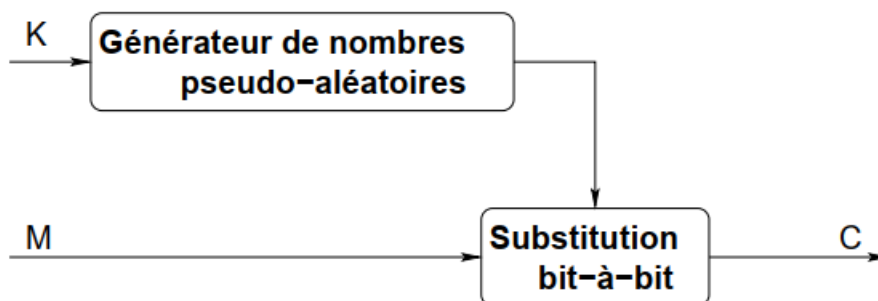 K
Générateur de nombres
pseudo-aléatoires
M
Substitution
bit-à-bit
C